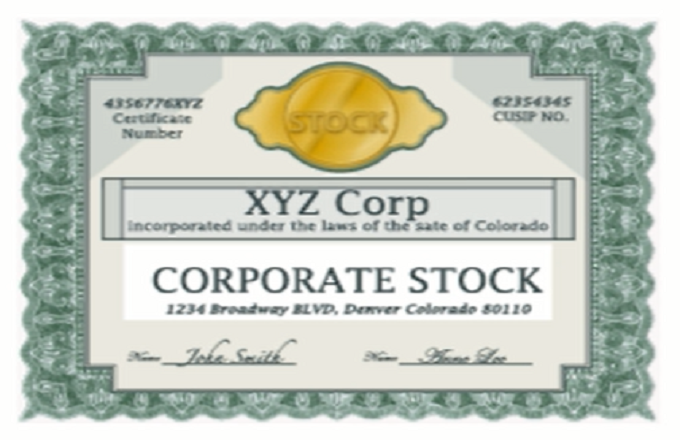 STOCK
4356776XYZ
Certificate
Number
62354345
CUSIP NO.
XYZ Corp
incorporated under the laws of the sate of Colorado
CORPORATE STOCK
1234 Broadway BLVD, Denver Colorado 80110
Name John Smith
Name Anne Lee